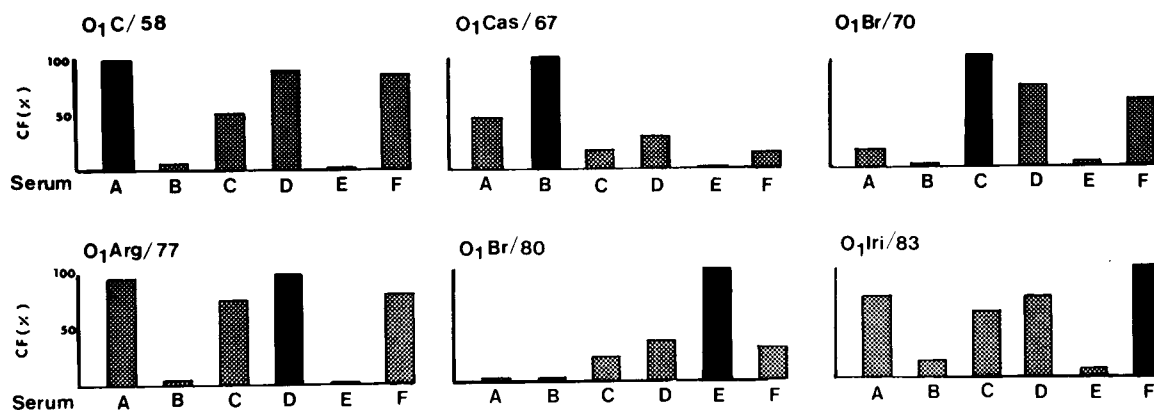 O₁C/58
O₁Cas/67
O₁Br/70
CF(%)
100
50
Serum A B C D E F
A B C D E F
A B C D E F
O₁Arg/77
O₁Br/80
O₁Iri/83
CF(%)
100
50
Serum A B C D E F
A B C D E F
A B C D E F